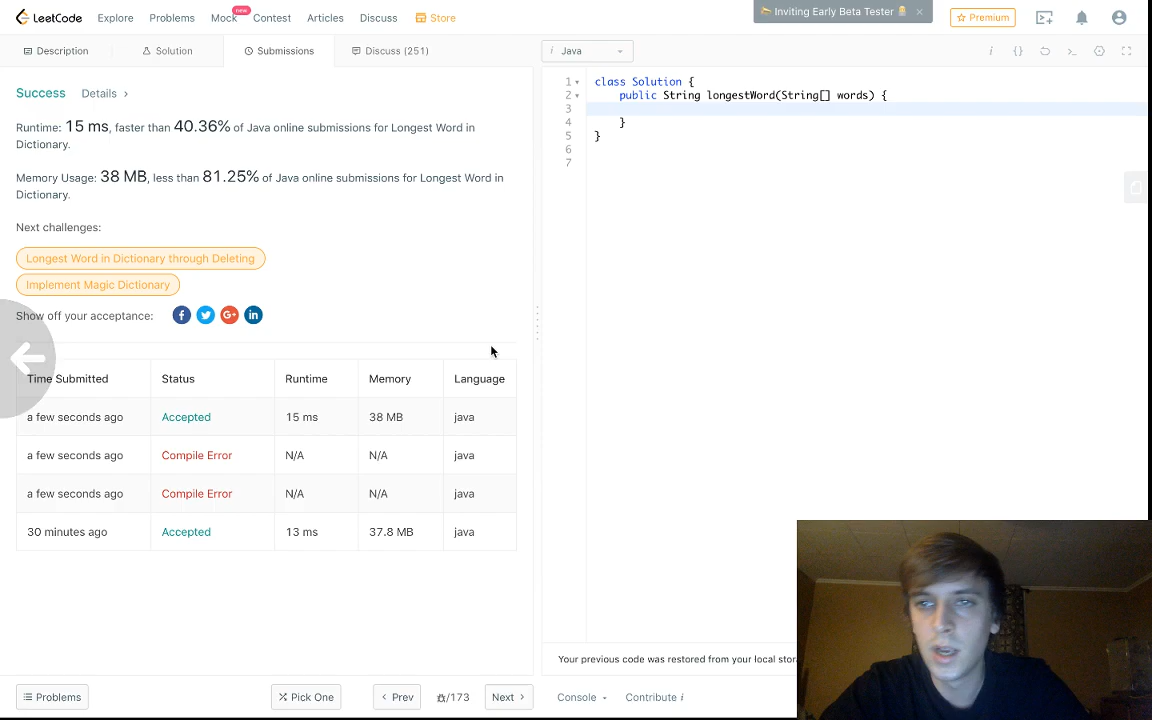 LeetCode Explore Problems Mock new Contest Articles Discuss Store
Inviting Early Beta Tester × Premium
Description Solution Submissions Discuss (251)
i Java
Success Details ›
Runtime: 15 ms, faster than 40.36% of Java online submissions for Longest Word in
Dictionary.
Memory Usage: 38 MB, less than 81.25% of Java online submissions for Longest Word in
Dictionary.
Next challenges:
Longest Word in Dictionary through Deleting
Implement Magic Dictionary
Show off your acceptance:
Time Submitted Status Runtime Memory Language
a few seconds ago Accepted 15 ms 38 MB java
a few seconds ago Compile Error N/A N/A java
a few seconds ago Compile Error N/A N/A java
30 minutes ago Accepted 13 ms 37.8 MB java
Problems Pick One ‹ Prev /173 Next ›
1 class Solution {
2 public String longestWord(String[] words) {
3
4 }
5 }
6
7
Your previous code was restored from your local
Console Contribute i